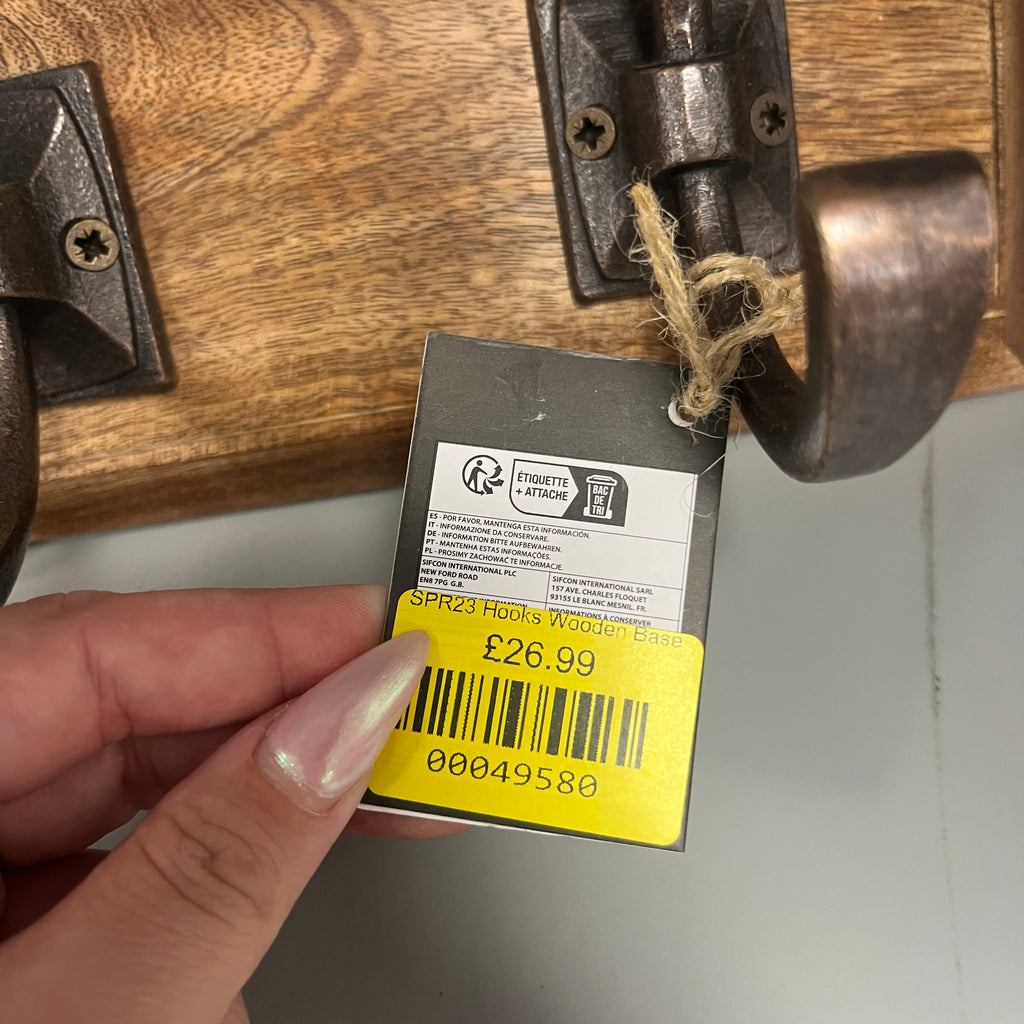 ÉTIQUETTE
+ ATTACHE
BAC
DE
TRI
ES - POR FAVOR, MANTENGA ESTA INFORMACIÓN.
IT - INFORMAZIONE DA CONSERVARE.
DE - INFORMATION BITTE AUFBEWAHREN.
PT - MANTENHA ESTAS INFORMAÇÕES.
PL - PROSIMY ZACHOWAĆ TE INFORMACJE.
SIFCON INTERNATIONAL PLC
NEW FORD ROAD
EN8 7PG G.B.
SIFCON INTERNATIONAL SARL
157 AVE. CHARLES FLOQUET
93155 LE BLANC MESNIL. FR.
INFORMATION
INFORMATIONS À CONSERVER
SPR23 Hooks Wooden Base
£26.99
00049580